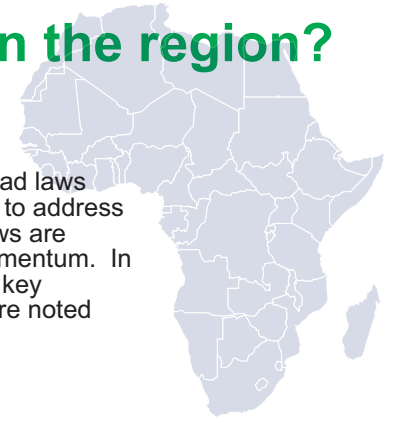 n the region?
ad laws
to address
ws are
mentum.  In
key
re noted